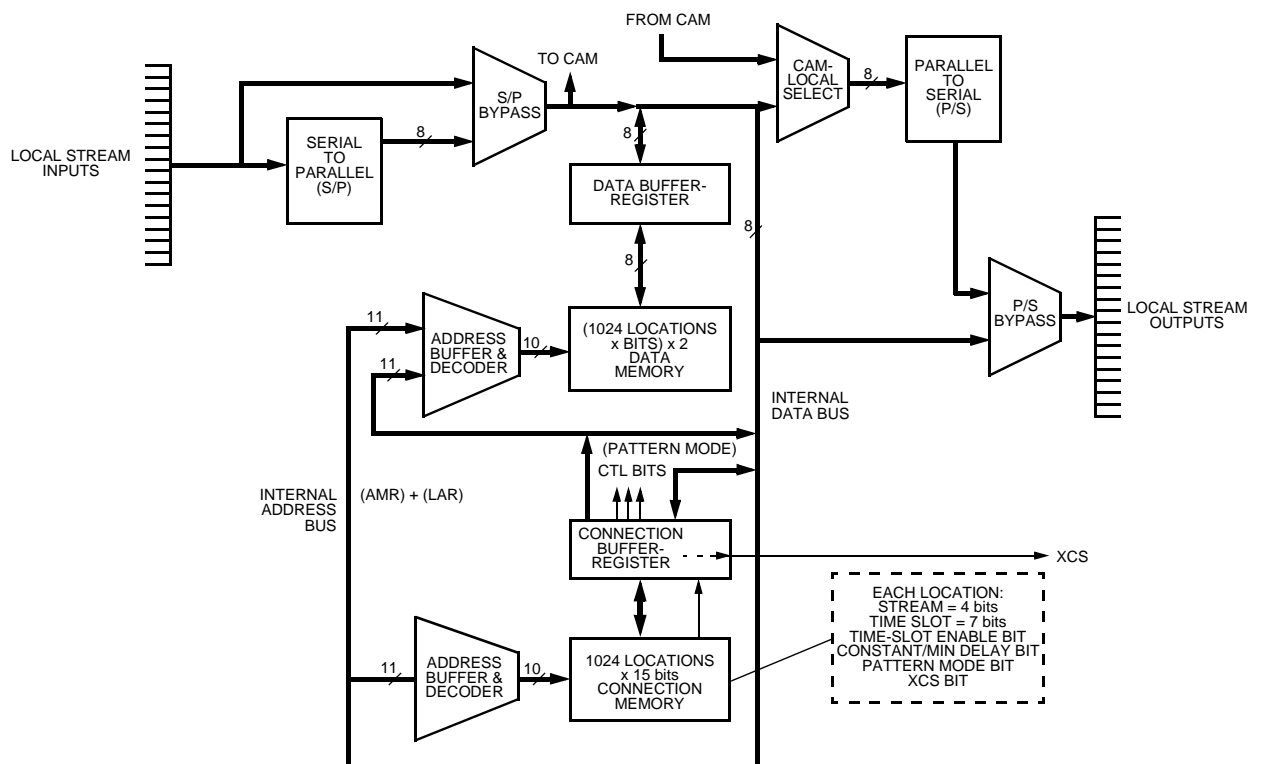 FROM CAM
TO CAM
S/P
BYPASS
8
LOCAL STREAM
INPUTS
SERIAL
TO
PARALLEL
(S/P)
8
DATA BUFFER-
REGISTER
8
CAM-
LOCAL
SELECT
8
PARALLEL
TO
SERIAL
(P/S)
8
P/S
BYPASS
LOCAL STREAM
OUTPUTS
11
11
ADDRESS
BUFFER &
DECODER
10
(1024 LOCATIONS
x BITS) x 2
DATA
MEMORY
INTERNAL
DATA BUS
(PATTERN MODE)
CTL BITS
INTERNAL
ADDRESS
BUS
(AMR) + (LAR)
CONNECTION
BUFFER-
REGISTER
XCS
11
ADDRESS
BUFFER &
DECODER
10
1024 LOCATIONS
x 15 bits
CONNECTION
MEMORY
EACH LOCATION:
STREAM = 4 bits
TIME SLOT = 7 bits
TIME-SLOT ENABLE BIT
CONSTANT/MIN DELAY BIT
PATTERN MODE BIT
XCS BIT